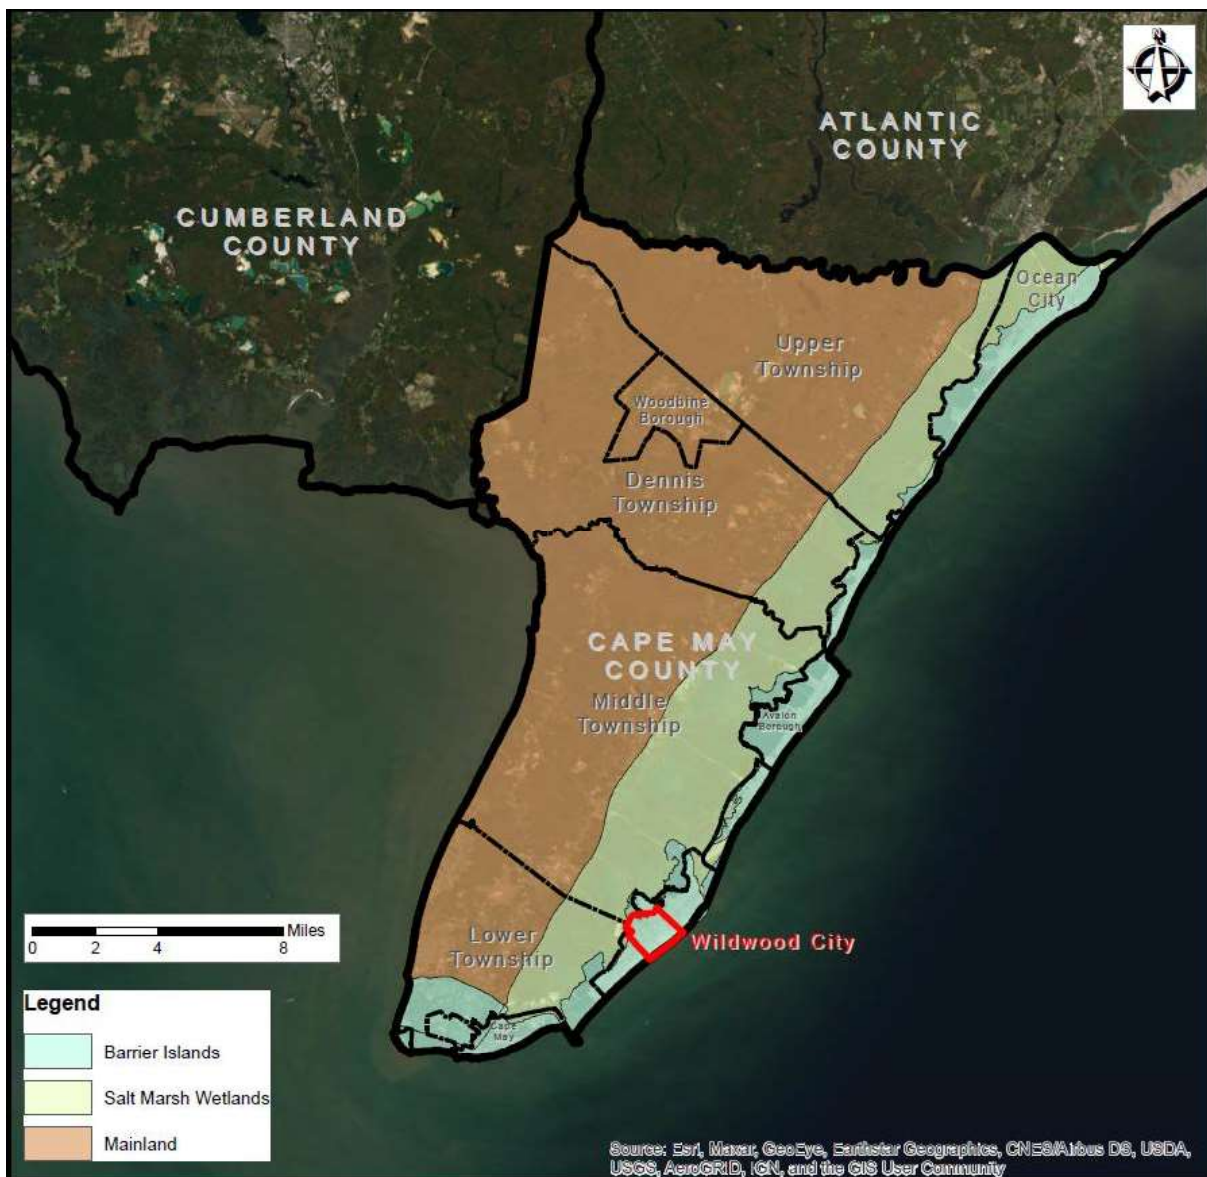 N
ATLANTIC
COUNTY
CUMBERLAND
COUNTY
Ocean
City
Upper
Township
Woodbine
Borough
Dennis
Township
CAPE MAY
COUNTY
Middle
Township
Avalon
Borough
Wildwood City
Lower
Township
Cape
May
Miles
0 2 4 8
Legend
Barrier Islands
Salt Marsh Wetlands
Mainland
Source: Esri, Maxar, GeoEye, Earthstar Geographics, CNES/Airbus DS, USDA,
USGS, AeroGRID, IGN, and the GIS User Community